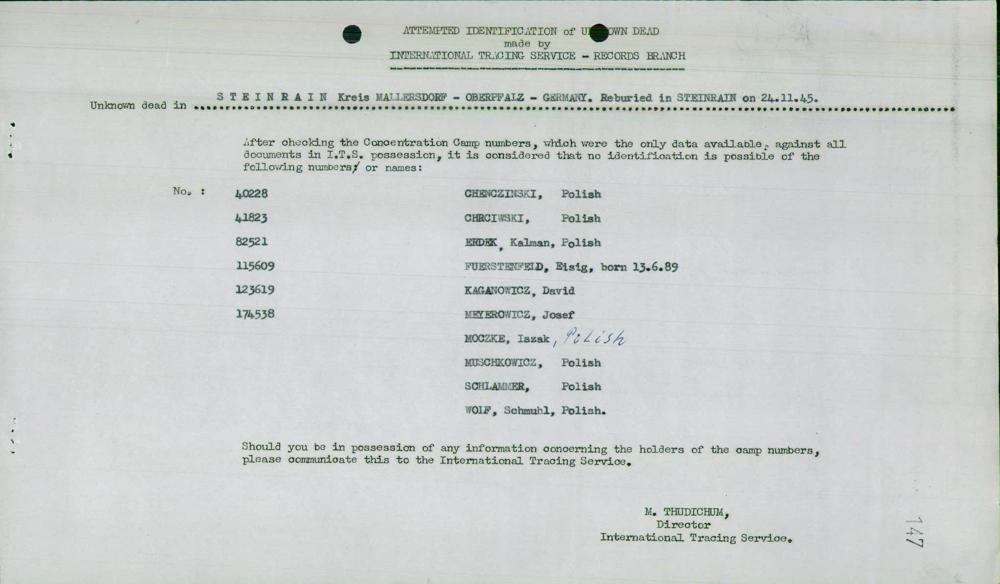 ATTEMPTED IDENTIFICATION of UNKNOWN DEAD
made by
INTERNATIONAL TRACING SERVICE - RECORDS BRANCH
Unknown dead in S T E I N R A I N Kreis MALLERSDORF - OBERPFALZ - GERMANY. Reburied in STEINRAIN on 24.11.45.
After checking the Concentration Camp numbers, which were the only data available, against all
documents in I.T.S. possession, it is considered that no identification is possible of the
following numbers/ or names:
No. : 40228 CHENCZINSKI, Polish
41823 CHRCIWSKI, Polish
82521 ERDEK, Kalman, Polish
115609 FUERSTENFELD, Eisig, born 13.6.89
123619 KAGANOWICZ, David
174538 MEYEROWICZ, Josef
MOCZKE, Iszak, Polish
MUSCHKOWICZ, Polish
SCHLAMMER, Polish
WOLF, Schmuhl, Polish.
Should you be in possession of any information concerning the holders of the camp numbers,
please communicate this to the International Tracing Service.
M. THUDICHUM,
Director
International Tracing Service.
147